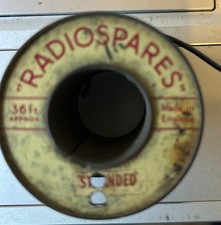 "RADIOSPARES"
36 Ft.
APPROX
Made in
England
STRANDED